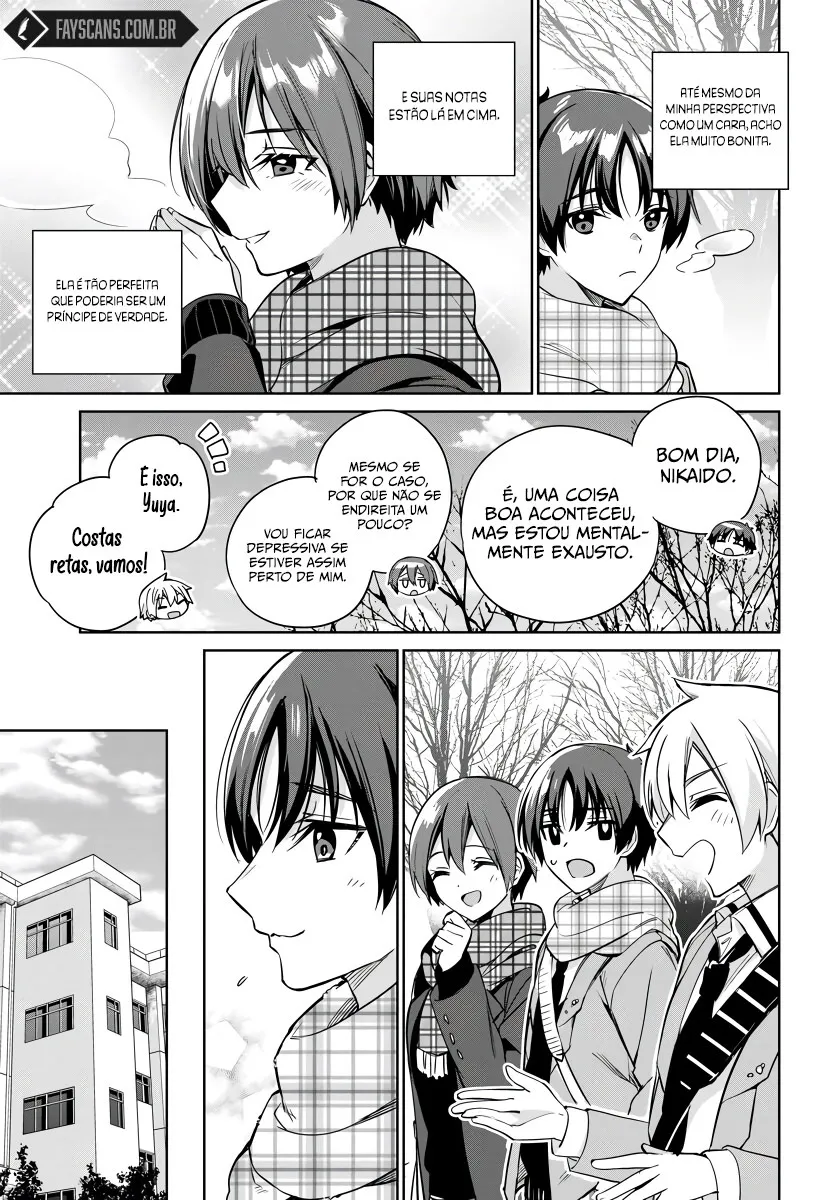 FAYSCANS.COM.BR
ATÉ MESMO DA
MINHA PERSPECTIVA
COMO UM CARA, ACHO
ELA MUITO BONITA.
E SUAS NOTAS
ESTÃO LÁ EM CIMA.
ELA É TÃO PERFEITA
QUE PODERIA SER UM
PRÍNCIPE DE VERDADE.
BOM DIA,
NIKAIDO.
É, UMA COISA
BOA ACONTECEU,
MAS ESTOU MENTAL-
MENTE EXAUSTO.
MESMO SE
FOR O CASO,
POR QUE NÃO SE
ENDIREITA UM
POUCO?
VOU FICAR
DEPRESSIVA SE
ESTIVER ASSIM
PERTO DE MIM.
É isso,
Yuya.
Costas
retas, vamos!